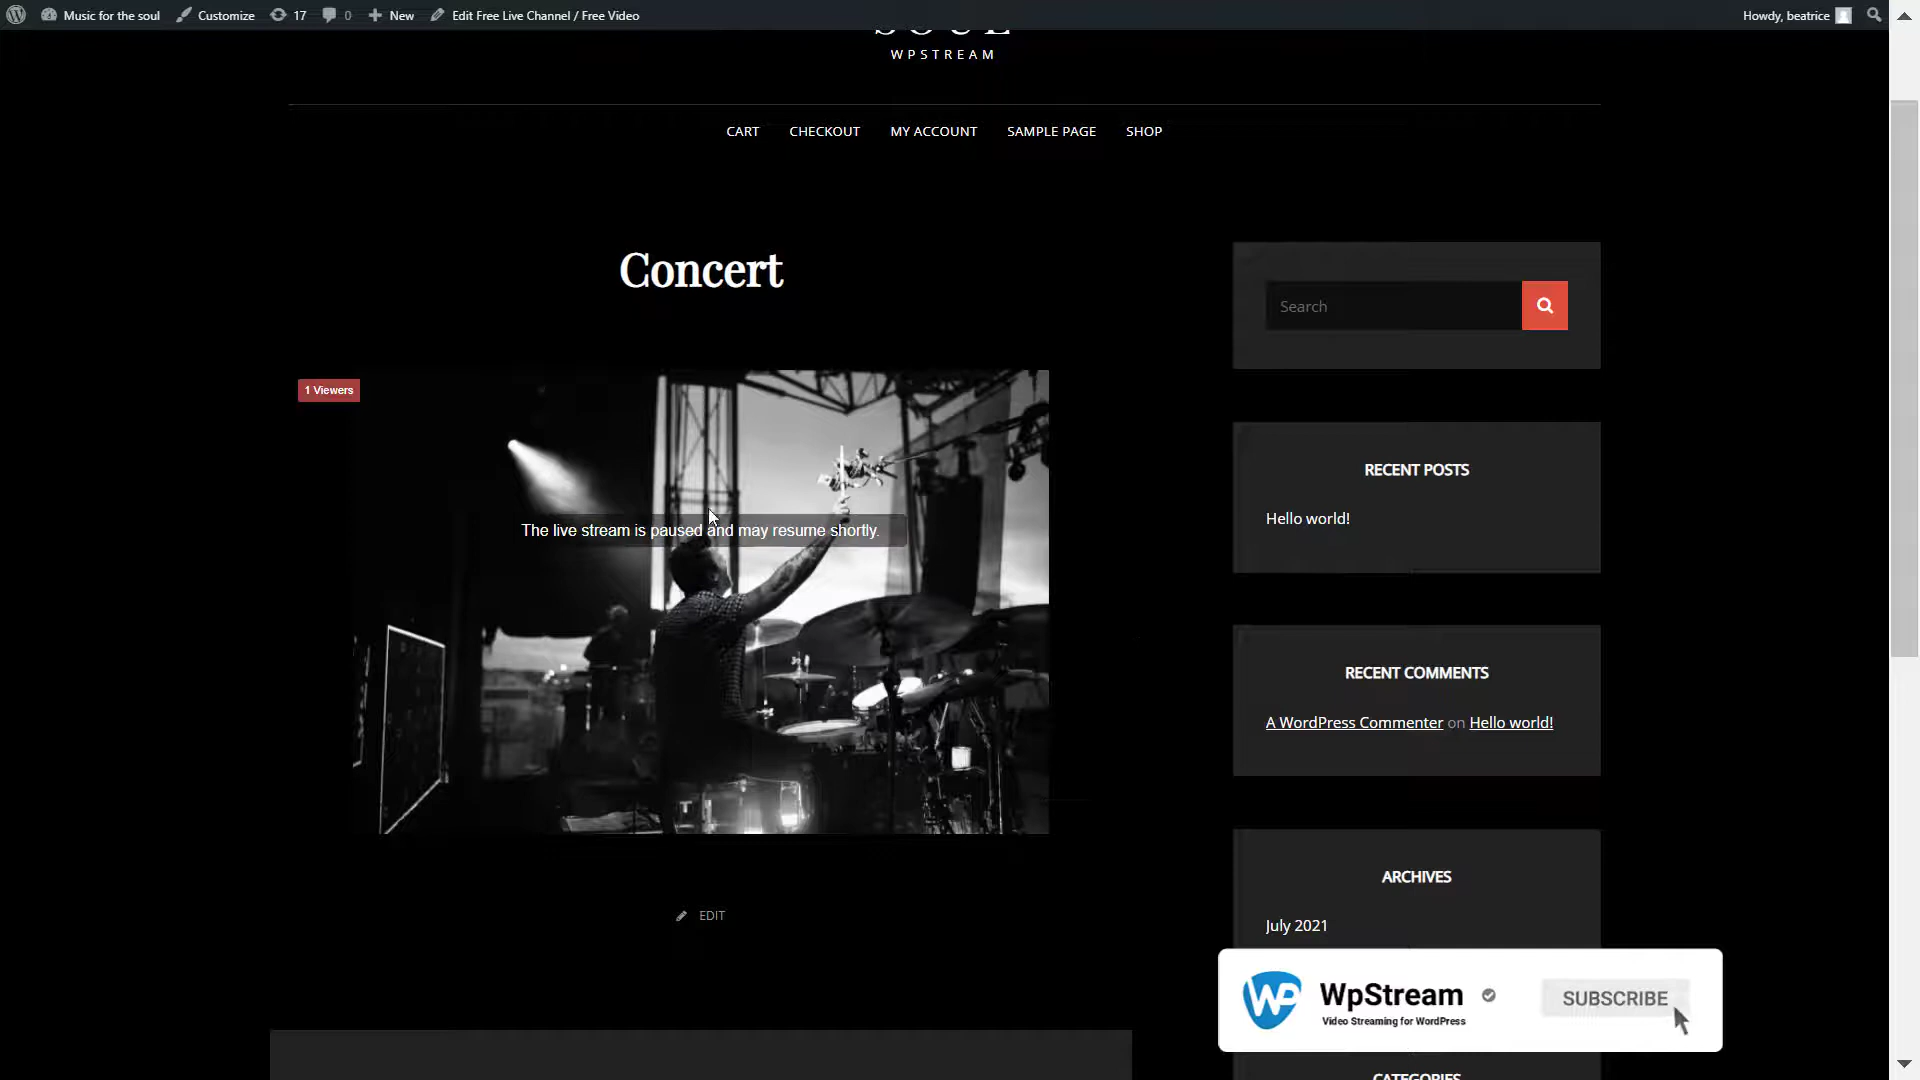 Music for the soul Customize 17 0 New Edit Free Live Channel / Free Video Howdy, beatrice
SOUL
WPSTREAM
CART CHECKOUT MY ACCOUNT SAMPLE PAGE SHOP
Concert
Search
1 Viewers
RECENT POSTS
Hello world!
The live stream is paused and may resume shortly.
RECENT COMMENTS
A WordPress Commenter on Hello world!
ARCHIVES
July 2021
EDIT
WP WpStream SUBSCRIBE
Video Streaming for WordPress
CATEGORIES